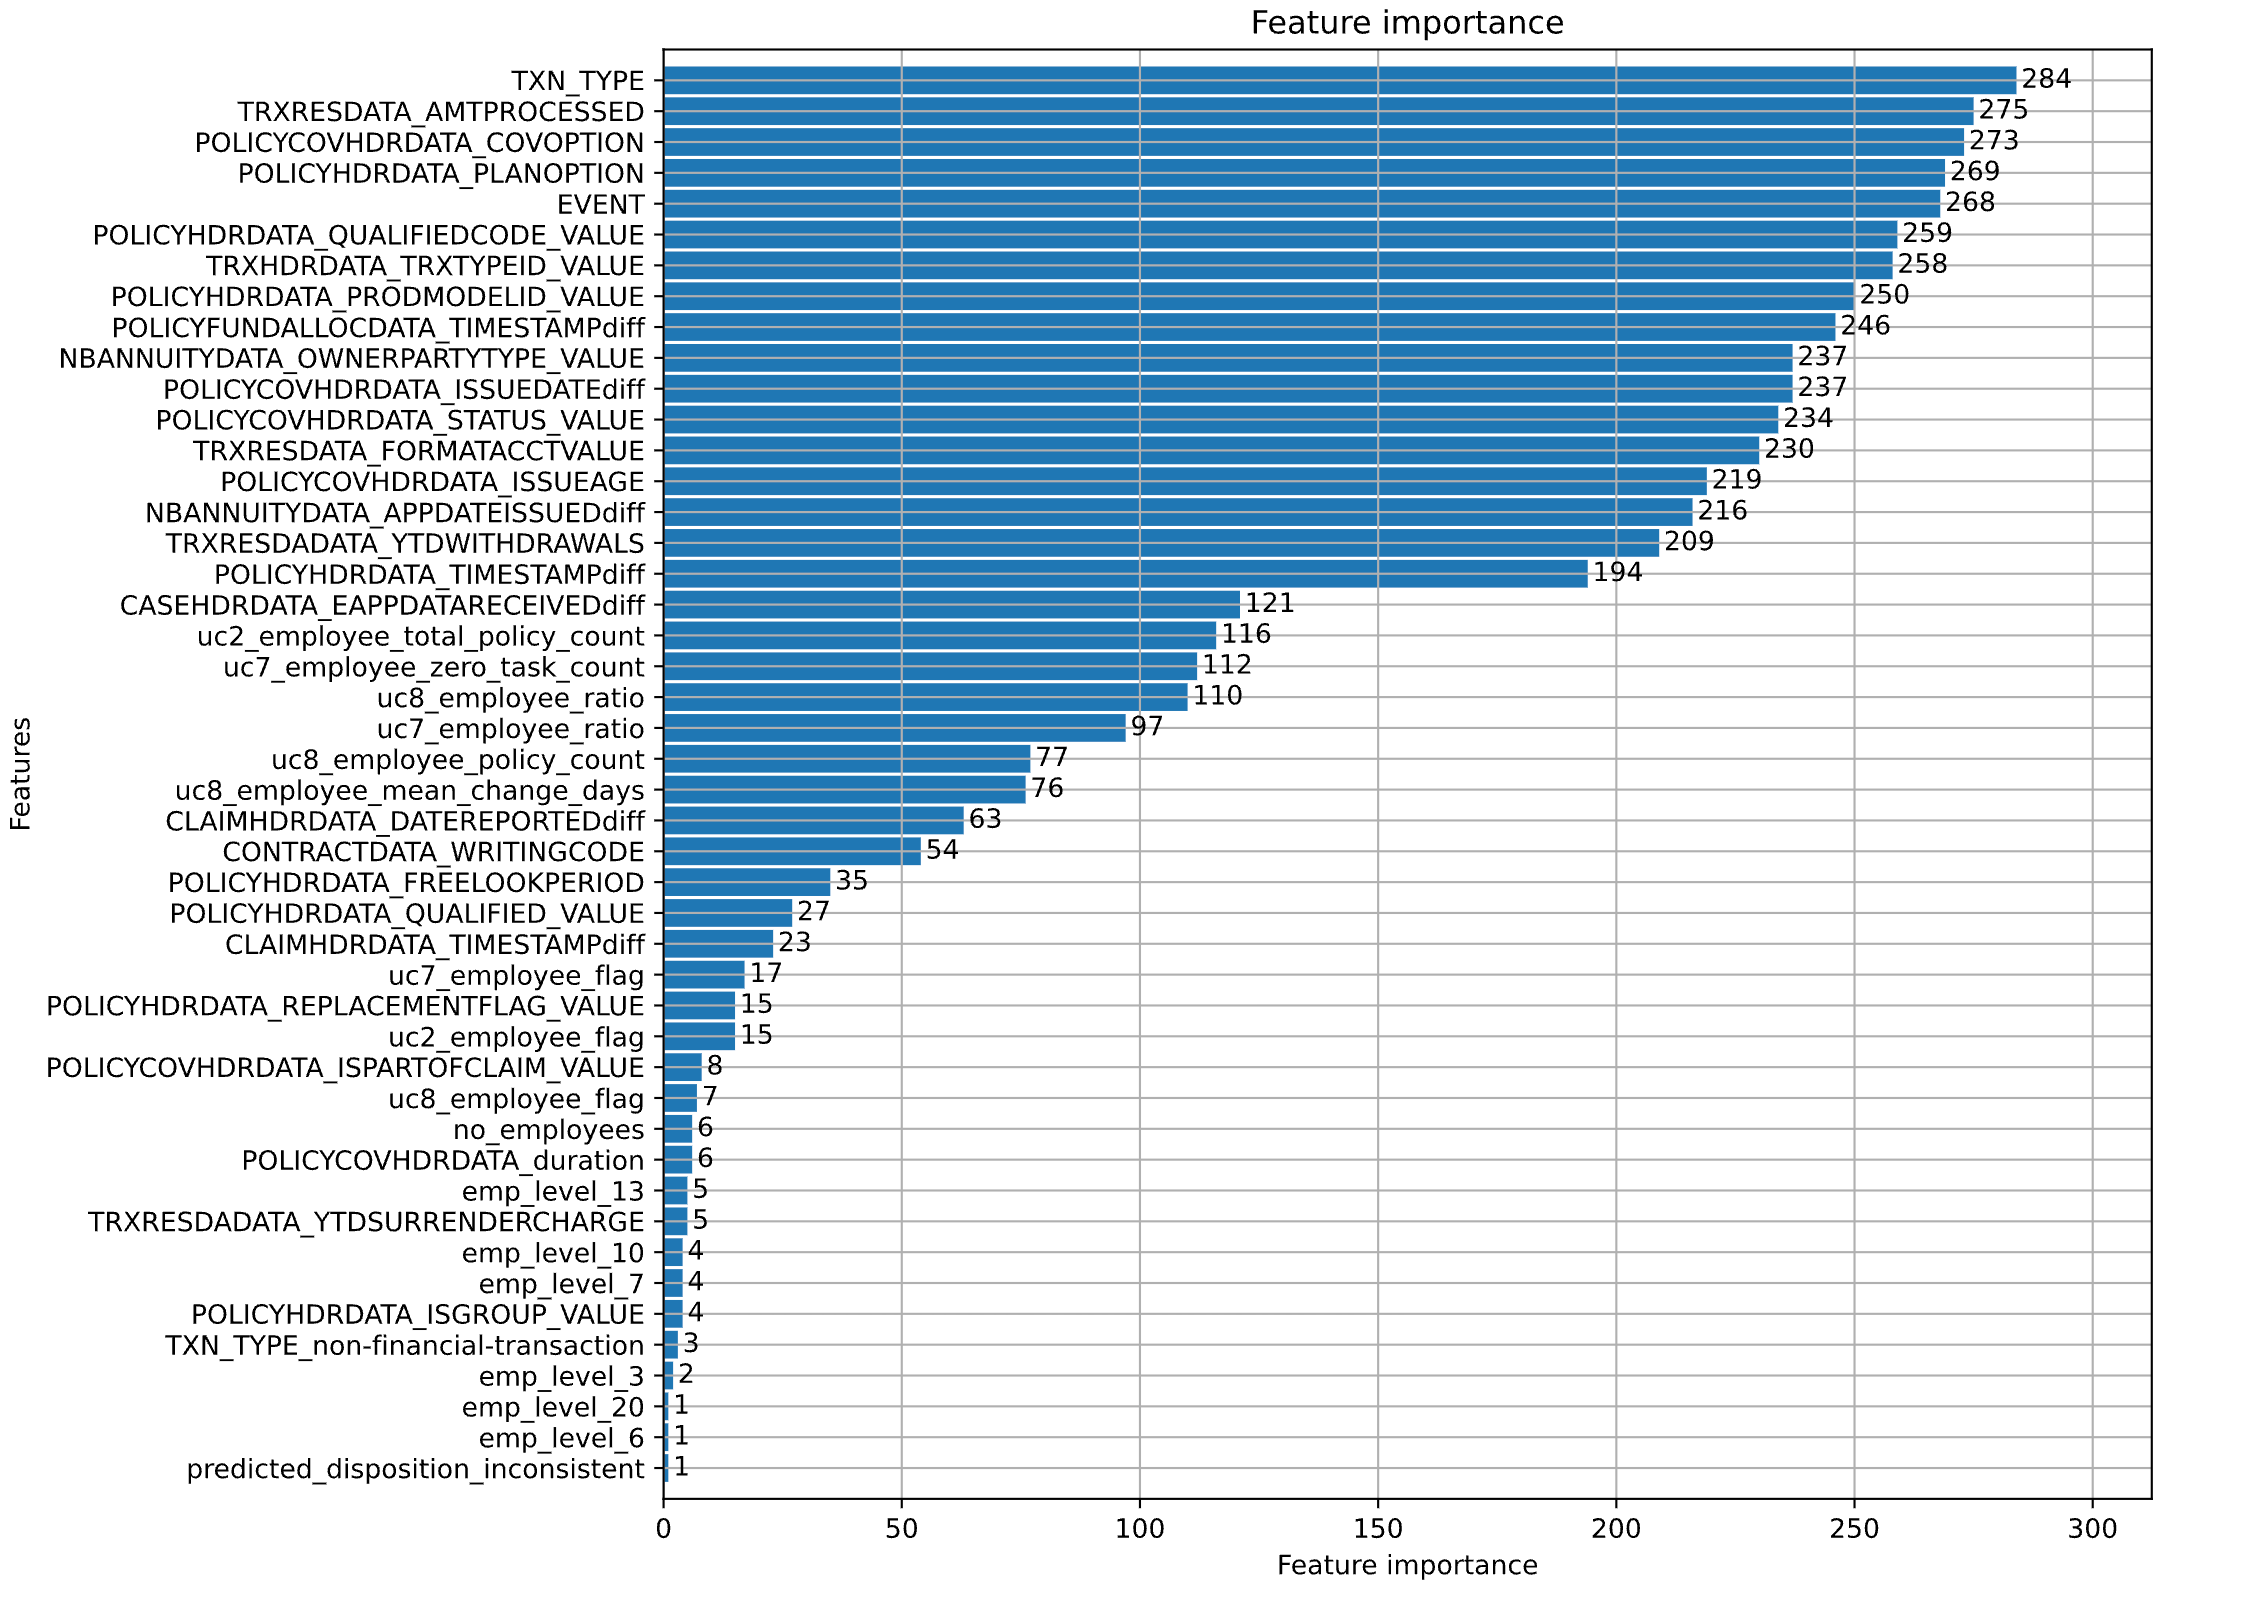 Feature importance
TXN_TYPE 284
TRXRESDATA_AMTPROCESSED 275
POLICYCOVHDRDATA_COVOPTION 273
POLICYHDRDATA_PLANOPTION 269
EVENT 268
POLICYHDRDATA_QUALIFIEDCODE_VALUE 259
TRXHDRDATA_TRXTYPEID_VALUE 258
POLICYHDRDATA_PRODMODELID_VALUE 250
POLICYFUNDALLOCDATA_TIMESTAMPdiff 246
NBANNUITYDATA_OWNERPARTYTYPE_VALUE 237
POLICYCOVHDRDATA_ISSUEDATEdiff 237
POLICYCOVHDRDATA_STATUS_VALUE 234
TRXRESDATA_FORMATACCTVALUE 230
POLICYCOVHDRDATA_ISSUEAGE 219
NBANNUITYDATA_APPDATEISSUEDdiff 216
TRXRESDADATA_YTDWITHDRAWALS 209
POLICYHDRDATA_TIMESTAMPdiff 194
CASEHDRDATA_EAPPDATARECEIVEDdiff 121
uc2_employee_total_policy_count 116
uc7_employee_zero_task_count 112
uc8_employee_ratio 110
uc7_employee_ratio 97
uc8_employee_policy_count 77
uc8_employee_mean_change_days 76
CLAIMHDRDATA_DATEREPORTEDdiff 63
CONTRACTDATA_WRITINGCODE 54
POLICYHDRDATA_FREELOOKPERIOD 35
POLICYHDRDATA_QUALIFIED_VALUE 27
CLAIMHDRDATA_TIMESTAMPdiff 23
uc7_employee_flag 17
POLICYHDRDATA_REPLACEMENTFLAG_VALUE 15
uc2_employee_flag 15
POLICYCOVHDRDATA_ISPARTOFCLAIM_VALUE 8
uc8_employee_flag 7
no_employees 6
POLICYCOVHDRDATA_duration 6
emp_level_13 5
TRXRESDADATA_YTDSURRENDERCHARGE 5
emp_level_10 4
emp_level_7 4
POLICYHDRDATA_ISGROUP_VALUE 4
TXN_TYPE_non-financial-transaction 3
emp_level_3 2
emp_level_20 1
emp_level_6 1
predicted_disposition_inconsistent 1
Features
0 50 100 150 200 250 300
Feature importance